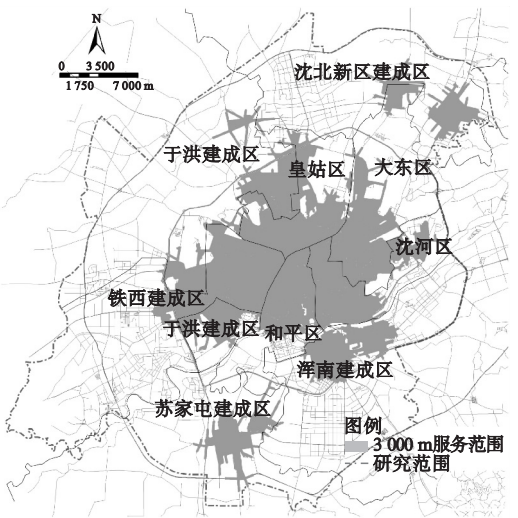 N
0 3 500
1 750 7 000 m
沈北新区建成区
于洪建成区
皇姑区
大东区
沈河区
铁西建成区
于洪建成区
和平区
浑南建成区
苏家屯建成区
图例
3 000 m服务范围
研究范围